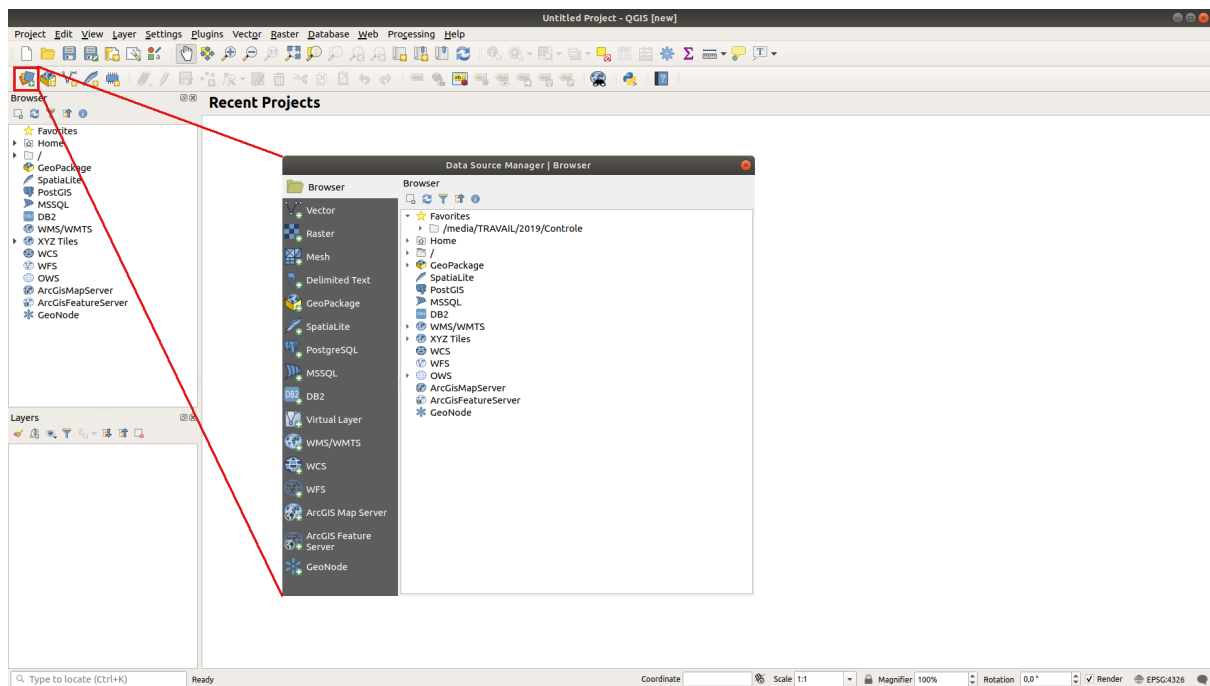 Untitled Project - QGIS [new]
Project Edit View Layer Settings Plugins Vector Raster Database Web Processing Help
Browser
Favorites
Home
/
GeoPackage
SpatiaLite
PostGIS
MSSQL
DB2
WMS/WMTS
XYZ Tiles
WCS
WFS
OWS
ArcGisMapServer
ArcGisFeatureServer
GeoNode
Layers
Recent Projects
Data Source Manager | Browser
Browser
Vector
Raster
Mesh
Delimited Text
GeoPackage
SpatiaLite
PostgreSQL
MSSQL
DB2
DB2
Virtual Layer
WMS/WMTS
WCS
WFS
ArcGIS Map Server
ArcGIS Feature
Server
GeoNode
Browser
Favorites
/media/TRAVAIL/2019/Controle
Home
/
GeoPackage
SpatiaLite
PostGIS
MSSQL
DB2
WMS/WMTS
XYZ Tiles
WCS
WFS
OWS
ArcGisMapServer
ArcGisFeatureServer
GeoNode
Type to locate (Ctrl+K) Ready Coordinate Scale 1:1 Magnifier 100% Rotation 0,0 ° Render EPSG:4326